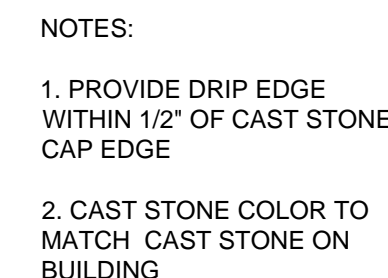 NOTES:
1. PROVIDE DRIP EDGE
WITHIN 1/2" OF CAST STONE
CAP EDGE
2. CAST STONE COLOR TO
MATCH CAST STONE ON
BUILDING